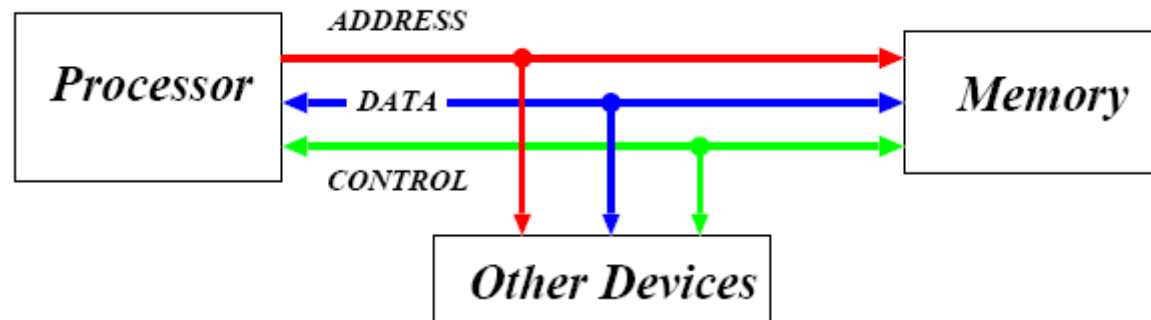 ADDRESS
Processor
DATA
Memory
CONTROL
Other Devices